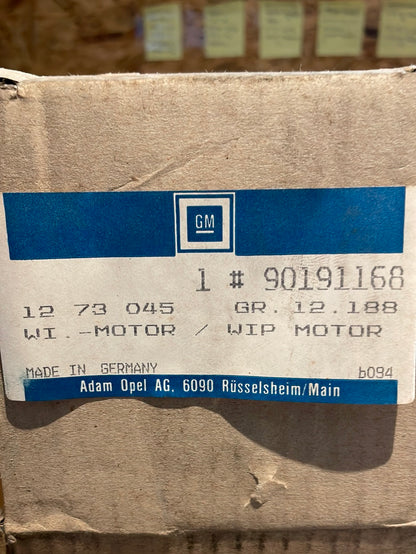 GM
1 # 90191168
12 73 045 GR. 12.188
WI.-MOTOR / WIP MOTOR
MADE IN GERMANY b094
Adam Opel AG, 6090 Rüsselsheim/Main